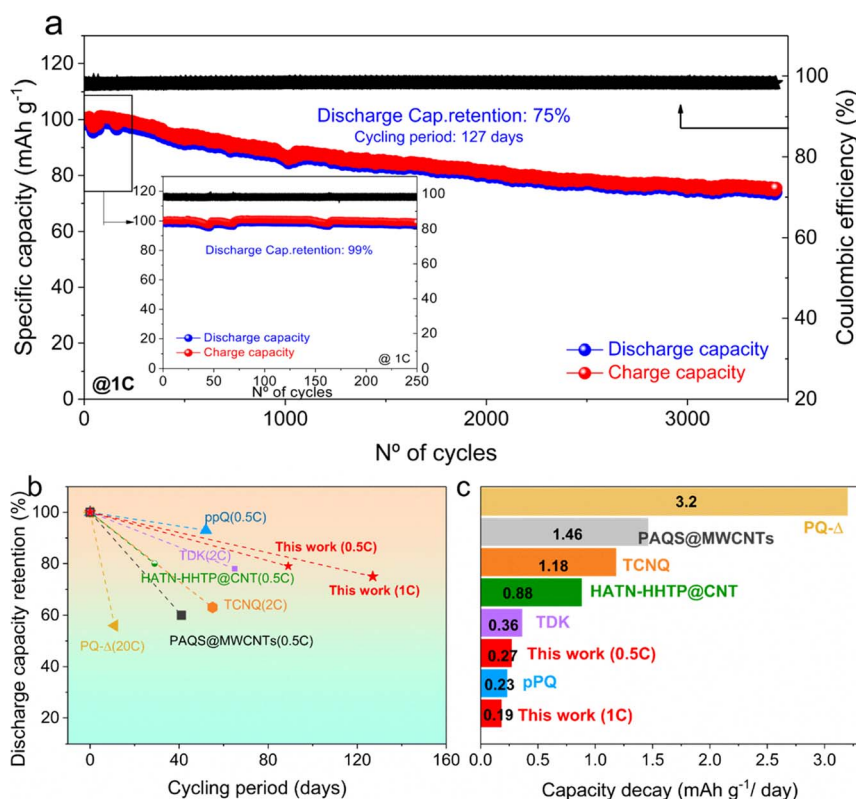 a
Specific capacity (mAh g⁻¹)
120
100
80
60
40
20
0
Discharge Cap.retention: 75%
Cycling period: 127 days
100
80
60
40
20
Coulombic efficiency (%)
120
100
80
60
40
20
0
Discharge Cap.retention: 99%
Discharge capacity
Charge capacity
@ 1C
100
80
60
40
20
0
0 50 100 150 200 250
Nº of cycles
@1C
Discharge capacity
Charge capacity
0 1000 2000 3000
Nº of cycles
b
Discharge capacity retention (%)
100
80
60
40
20
ppQ(0.5C)
TDK(2C)
This work (0.5C)
HATN-HHTP@CNT(0.5C)
This work (1C)
TCNQ(2C)
PAQS@MWCNTs(0.5C)
PQ-Δ(20C)
0 40 80 120 160
Cycling period (days)
c
3.2
PQ-Δ
1.46 PAQS@MWCNTs
1.18 TCNQ
0.88 HATN-HHTP@CNT
0.36 TDK
0.27 This work (0.5C)
0.23 pPQ
0.19 This work (1C)
0.0 0.5 1.0 1.5 2.0 2.5 3.0
Capacity decay (mAh g⁻¹/ day)